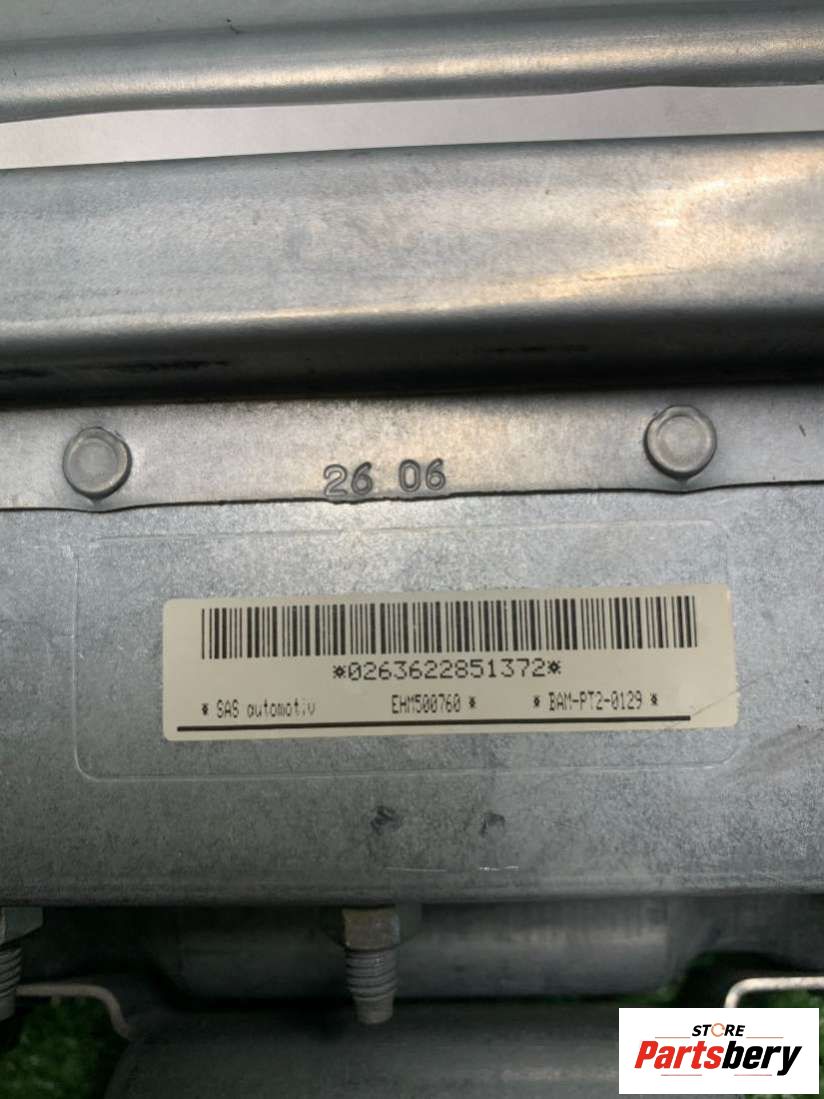 26 06
*0263622851372*
* SAS automotiv EHM500760 * * BAM-PT2-0129 *
STORE
Partsbery